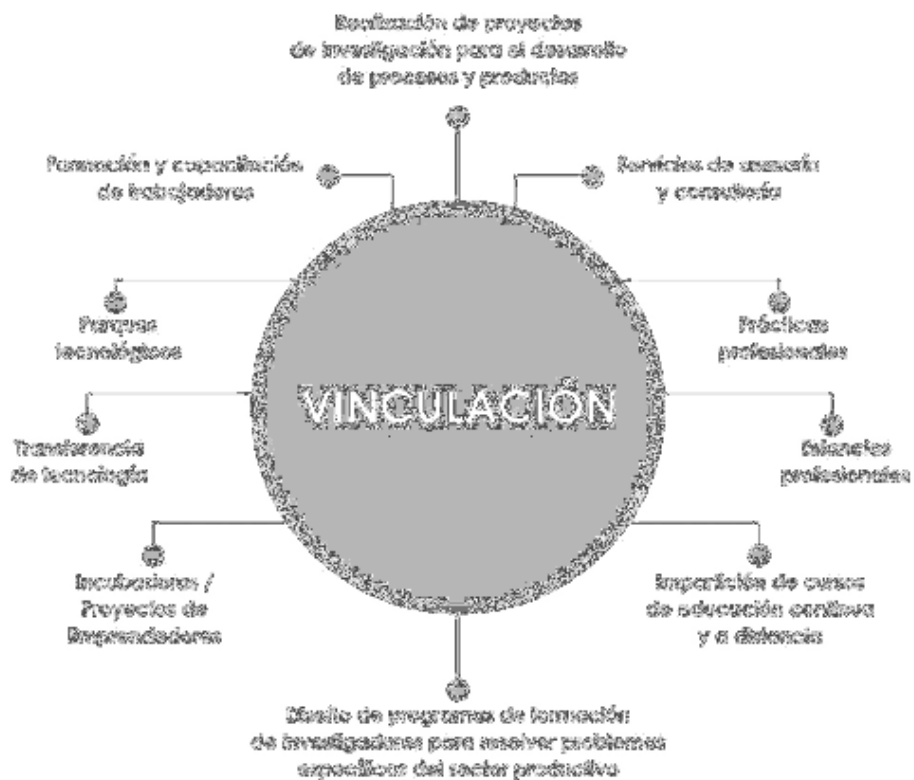 Realización de proyectos
de investigación para el desarrollo
de procesos y productos
Formación y capacitación
de trabajadores
Servicios de asesoría
y consultoría
Parques
tecnológicos
Prácticas
profesionales
VINCULACIÓN
Transferencia
de tecnología
Estancias
profesionales
Incubadoras /
Proyectos de
Emprendedores
Impartición de cursos
de educación continua
y a distancia
Diseño de programas de formación
de investigadores para resolver problemas
específicos del sector productivo